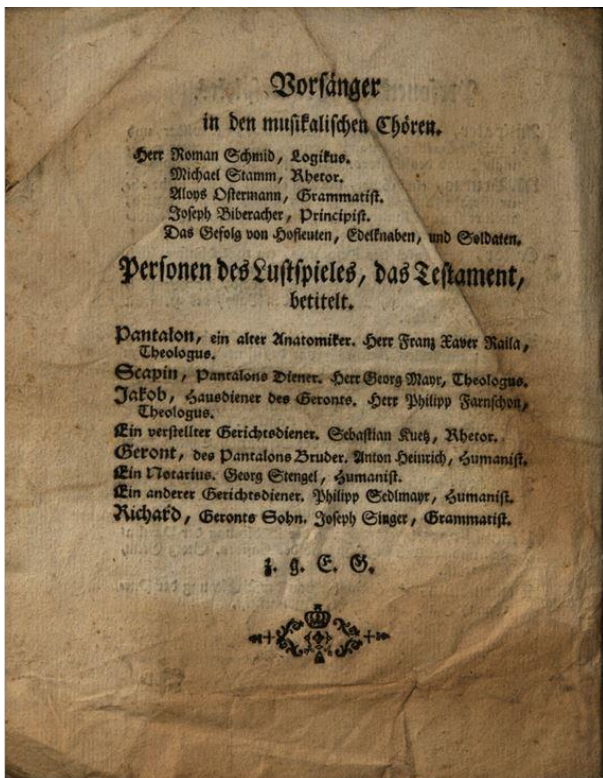 Vorsänger
in den musikalischen Chören.
Herr Roman Schmid, Logikus.
Michael Stamm, Rhetor.
Aloys Ostermann, Grammatist.
Joseph Biberacher, Principist.
Das Gefolg von Hofleuten, Edelknaben, und Soldaten.
Personen des Lustspieles, das Testament,
betitelt.
Pantalon, ein alter Anatomiker. Herr Franz Xaver Raila,
Theologus.
Scapin, Pantalons Diener. Herr Georg Mayr, Theologus.
Jakob, Hausdiener des Geronts. Herr Philipp Farnschon,
Theologus.
Ein verstellter Gerichtsdiener. Sebastian Kuetz, Rhetor.
Geront, des Pantalons Bruder. Anton Heinrich, Humanist.
Ein Notarius. Georg Stengel, Humanist.
Ein anderer Gerichtsdiener. Philipp Sedlmayr, Humanist.
Richard, Geronts Sohn. Joseph Singer, Grammatist.
z. g. E. G.